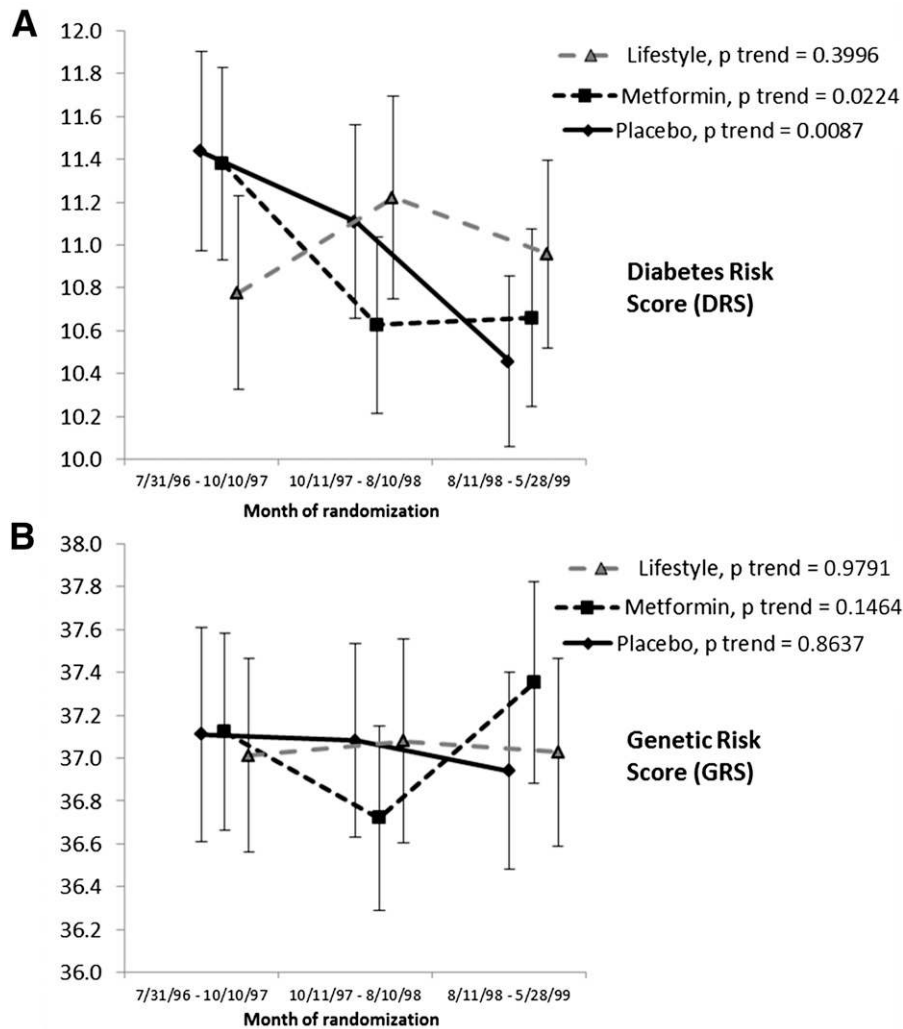 A
12.0
11.8
11.6
11.4
11.2
11.0
10.8
10.6
10.4
10.2
10.0
Lifestyle, p trend = 0.3996
Metformin, p trend = 0.0224
Placebo, p trend = 0.0087
Diabetes Risk
Score (DRS)
7/31/96 - 10/10/97 10/11/97 - 8/10/98 8/11/98 - 5/28/99
Month of randomization
B
38.0
37.8
37.6
37.4
37.2
37.0
36.8
36.6
36.4
36.2
36.0
Lifestyle, p trend = 0.9791
Metformin, p trend = 0.1464
Placebo, p trend = 0.8637
Genetic Risk
Score (GRS)
7/31/96 - 10/10/97 10/11/97 - 8/10/98 8/11/98 - 5/28/99
Month of randomization